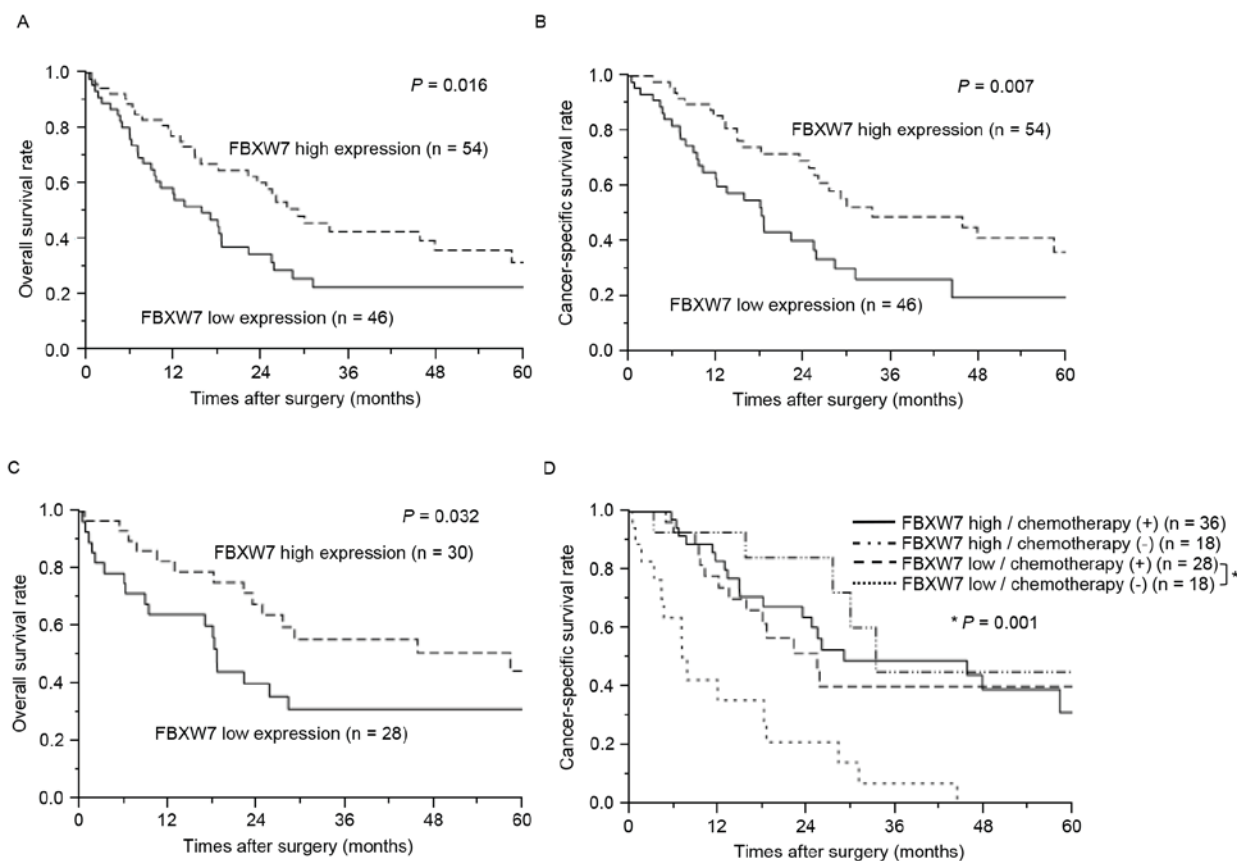 A
B
1.0
0.8
0.6
0.4
0.2
0.0
Overall survival rate
P = 0.016
FBXW7 high expression (n = 54)
FBXW7 low expression (n = 46)
0 12 24 36 48 60
Times after surgery (months)
1.0
0.8
0.6
0.4
0.2
0.0
Cancer-specific survival rate
P = 0.007
FBXW7 high expression (n = 54)
FBXW7 low expression (n = 46)
0 12 24 36 48 60
Times after surgery (months)
C
D
1.0
0.8
0.6
0.4
0.2
0.0
Overall survival rate
P = 0.032
FBXW7 high expression (n = 30)
FBXW7 low expression (n = 28)
0 12 24 36 48 60
Times after surgery (months)
1.0
0.8
0.6
0.4
0.2
0.0
Cancer-specific survival rate
FBXW7 high / chemotherapy (+) (n = 36)
FBXW7 high / chemotherapy (-) (n = 18)
FBXW7 low / chemotherapy (+) (n = 28)
FBXW7 low / chemotherapy (-) (n = 18)
*
* P = 0.001
0 12 24 36 48 60
Times after surgery (months)